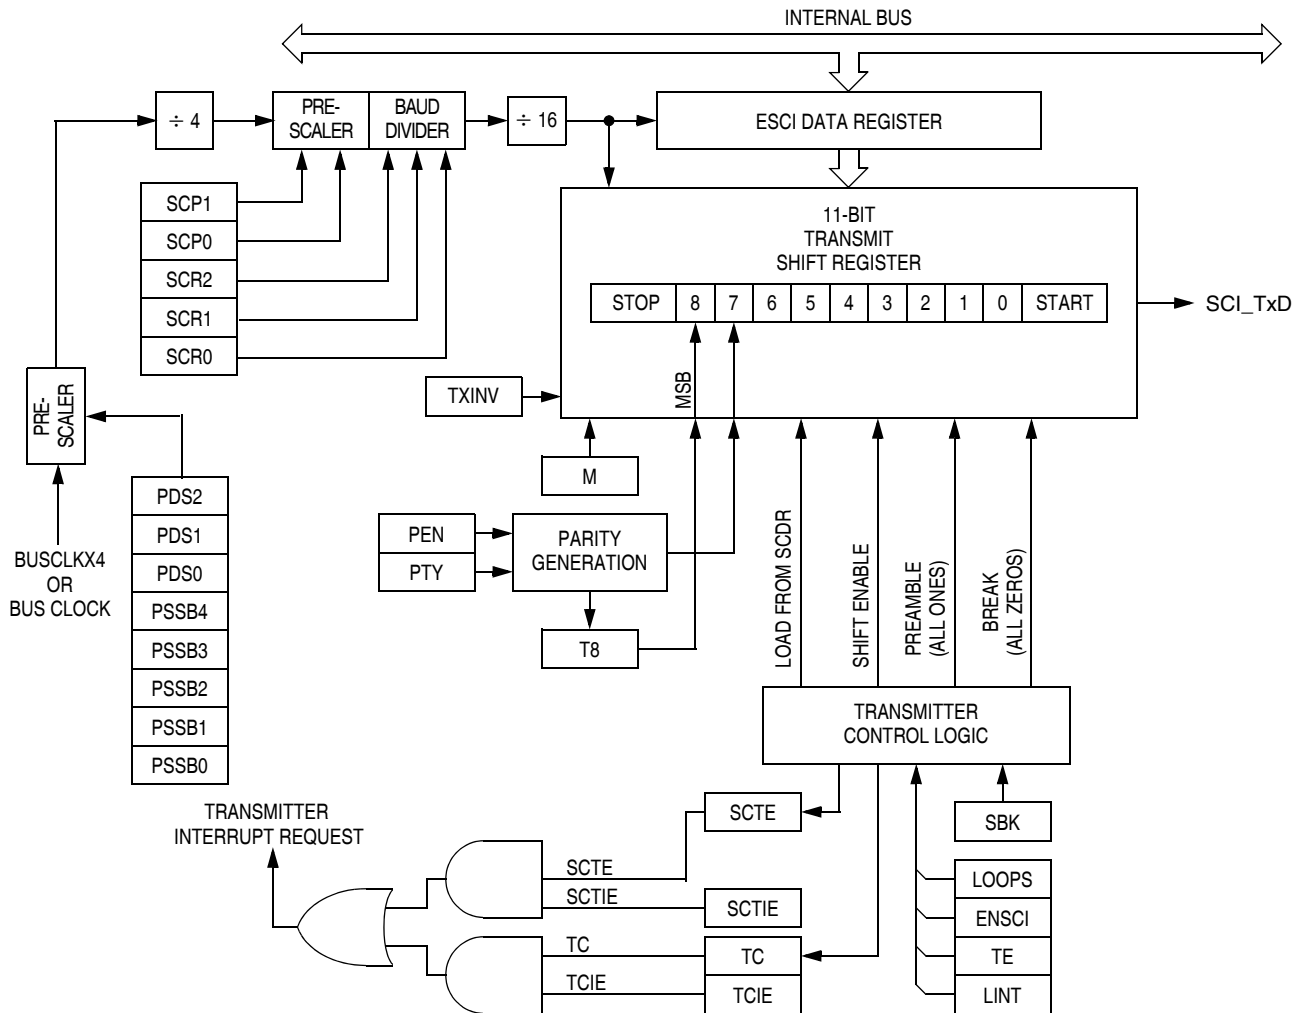 INTERNAL BUS
÷ 4
PRE-
SCALER
BAUD
DIVIDER
÷ 16
ESCI DATA REGISTER
SCP1
SCP0
SCR2
SCR1
SCR0
11-BIT
TRANSMIT
SHIFT REGISTER
STOP 8 7 6 5 4 3 2 1 0 START
SCI_TxD
PRE-
SCALER
TXINV
MSB
M
PDS2
PDS1
PDS0
PSSB4
PSSB3
PSSB2
PSSB1
PSSB0
BUSCLKX4
OR
BUS CLOCK
PEN
PTY
PARITY
GENERATION
T8
LOAD FROM SCDR
SHIFT ENABLE
PREAMBLE
(ALL ONES)
BREAK
(ALL ZEROS)
TRANSMITTER
CONTROL LOGIC
TRANSMITTER
INTERRUPT REQUEST
SCTE
SBK
SCTE
SCTIE
SCTIE
TC
TC
TCIE
TCIE
LOOPS
ENSCI
TE
LINT